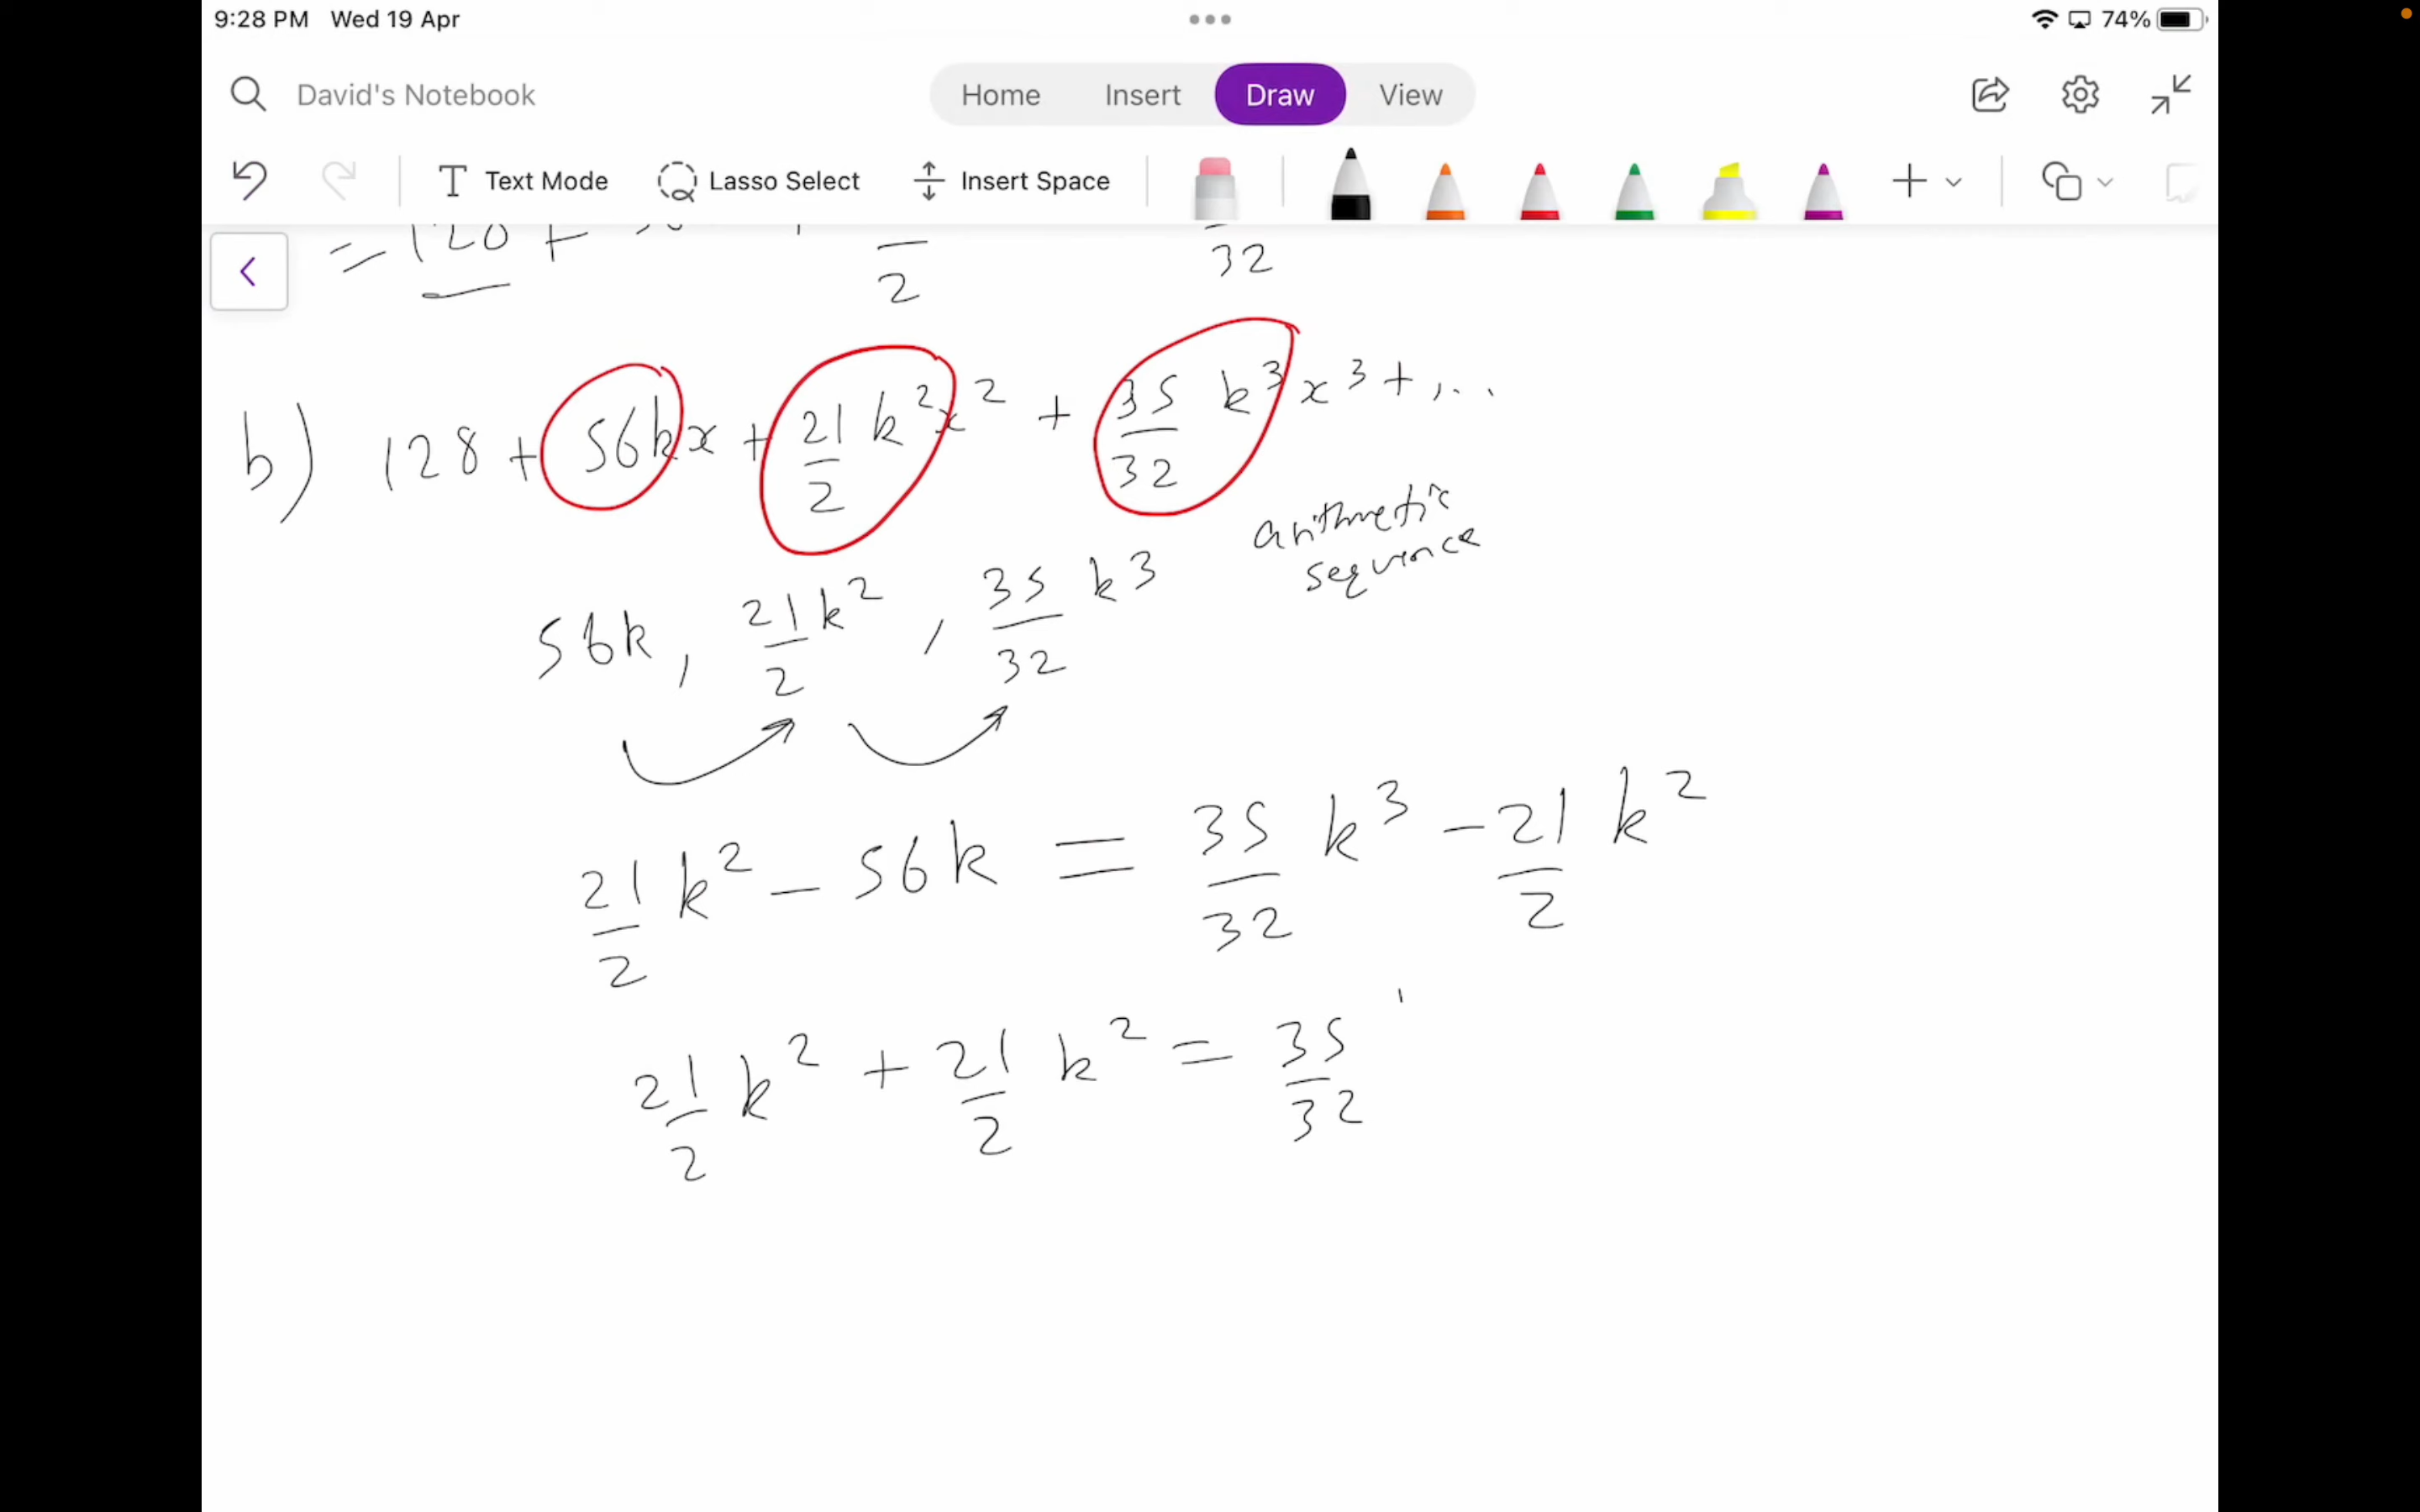 9:28 PM Wed 19 Apr 74%
David's Notebook Home Insert Draw View
T Text Mode Lasso Select Insert Space
= 128 + — 2 32
b) 128 + 56kx + 21/2 k²x² + 35/32 k³x³ + ...
arithmetic
sequence
56k, 21/2 k², 35/32 k³
21/2 k² - 56k = 35/32 k³ - 21/2 k²
21/2 k² + 21/2 k² = 35/32